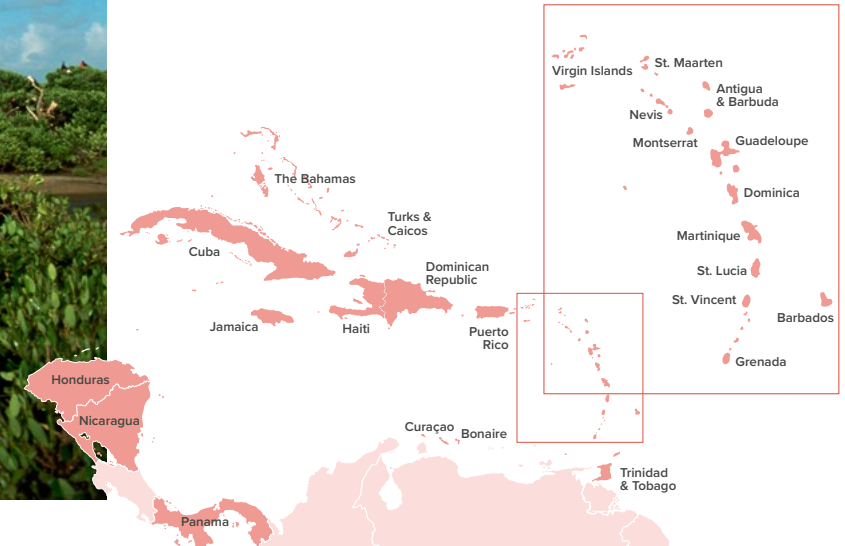 Virgin Islands
St. Maarten
Antigua
& Barbuda
Nevis
Montserrat
Guadeloupe
Dominica
Martinique
St. Lucia
St. Vincent
Barbados
Grenada
The Bahamas
Turks &
Caicos
Cuba
Dominican
Republic
Jamaica
Haiti
Puerto
Rico
Honduras
Nicaragua
Curaçao
Bonaire
Trinidad
& Tobago
Panama